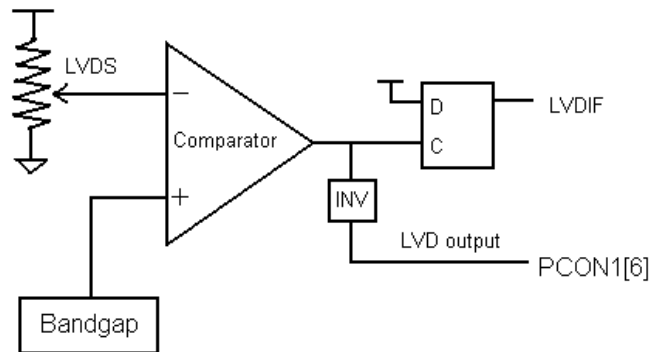 LVDS
−
Comparator
+
D
C
LVDIF
INV
LVD output
PCON1[6]
Bandgap